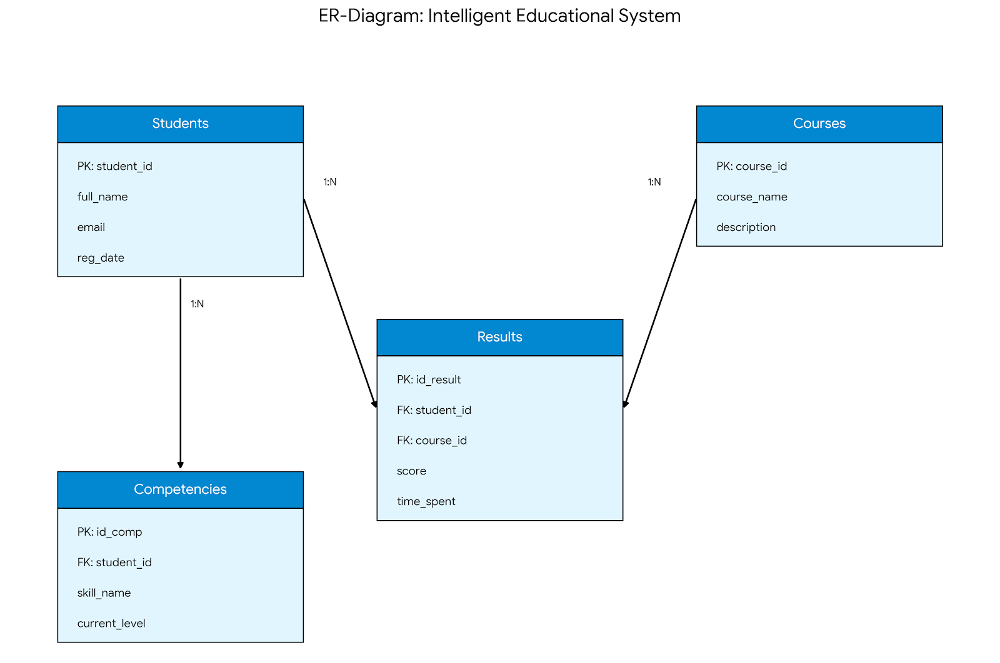 ER-Diagram: Intelligent Educational System
Students
PK: student_id
full_name
email
reg_date
1:N
1:N
Courses
PK: course_id
course_name
description
1:N
Results
PK: id_result
FK: student_id
FK: course_id
score
time_spent
Competencies
PK: id_comp
FK: student_id
skill_name
current_level